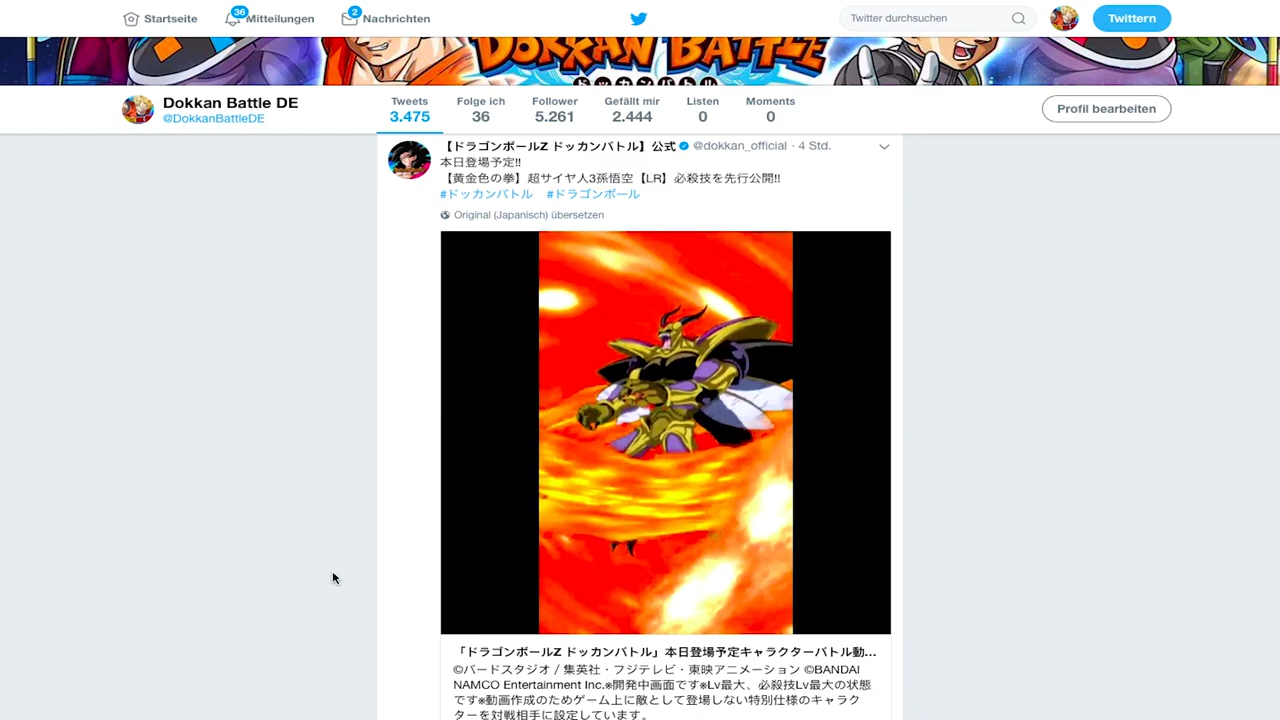 Startseite
36
Mitteilungen
2
Nachrichten
Twitter durchsuchen
Twittern
DOKKAN BATTLE
ドッカンバトル
Dokkan Battle DE
@DokkanBattleDE
Tweets
3.475
Folge ich
36
Follower
5.261
Gefällt mir
2.444
Listen
0
Moments
0
Profil bearbeiten
【ドラゴンボールZ ドッカンバトル】公式 @dokkan_official · 4 Std.
本日登場予定!!
【黄金色の拳】超サイヤ人3孫悟空【LR】必殺技を先行公開!!
#ドッカンバトル #ドラゴンボール
Original (Japanisch) übersetzen
「ドラゴンボールZ ドッカンバトル」本日登場予定キャラクターバトル動...
©バードスタジオ / 集英社・フジテレビ・東映アニメーション ©BANDAI
NAMCO Entertainment Inc.※開発中画面です※Lv最大、必殺技Lv最大の状態
です※動画作成のためゲーム上に敵として登場しない特別仕様のキャラク
ターを対戦相手に設定しています。